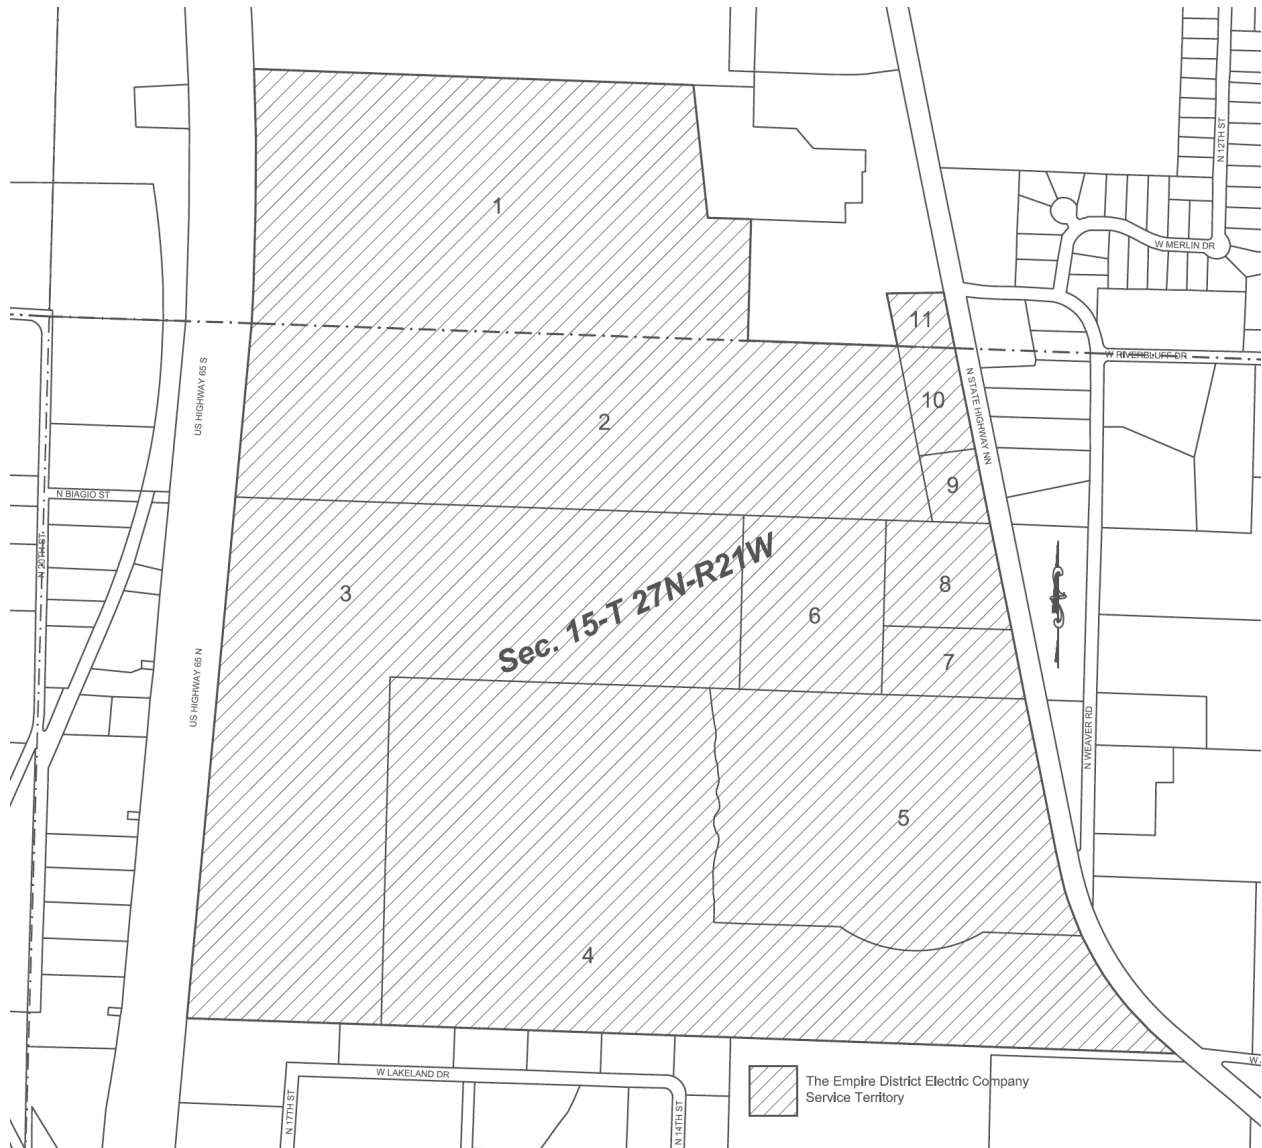 N 12TH ST
1
W MERLIN DR
11
W RIVERBLUFF DR
US HIGHWAY 65 S
N STATE HIGHWAY NN
10
2
9
N BIAGIO ST
N 20TH ST
Sec. 15-T 27N-R21W
3
8
6
7
US HIGHWAY 65 N
N WEAVER RD
5
4
W LAKELAND DR
N 17TH ST
N 14TH ST
W
The Empire District Electric Company
Service Territory